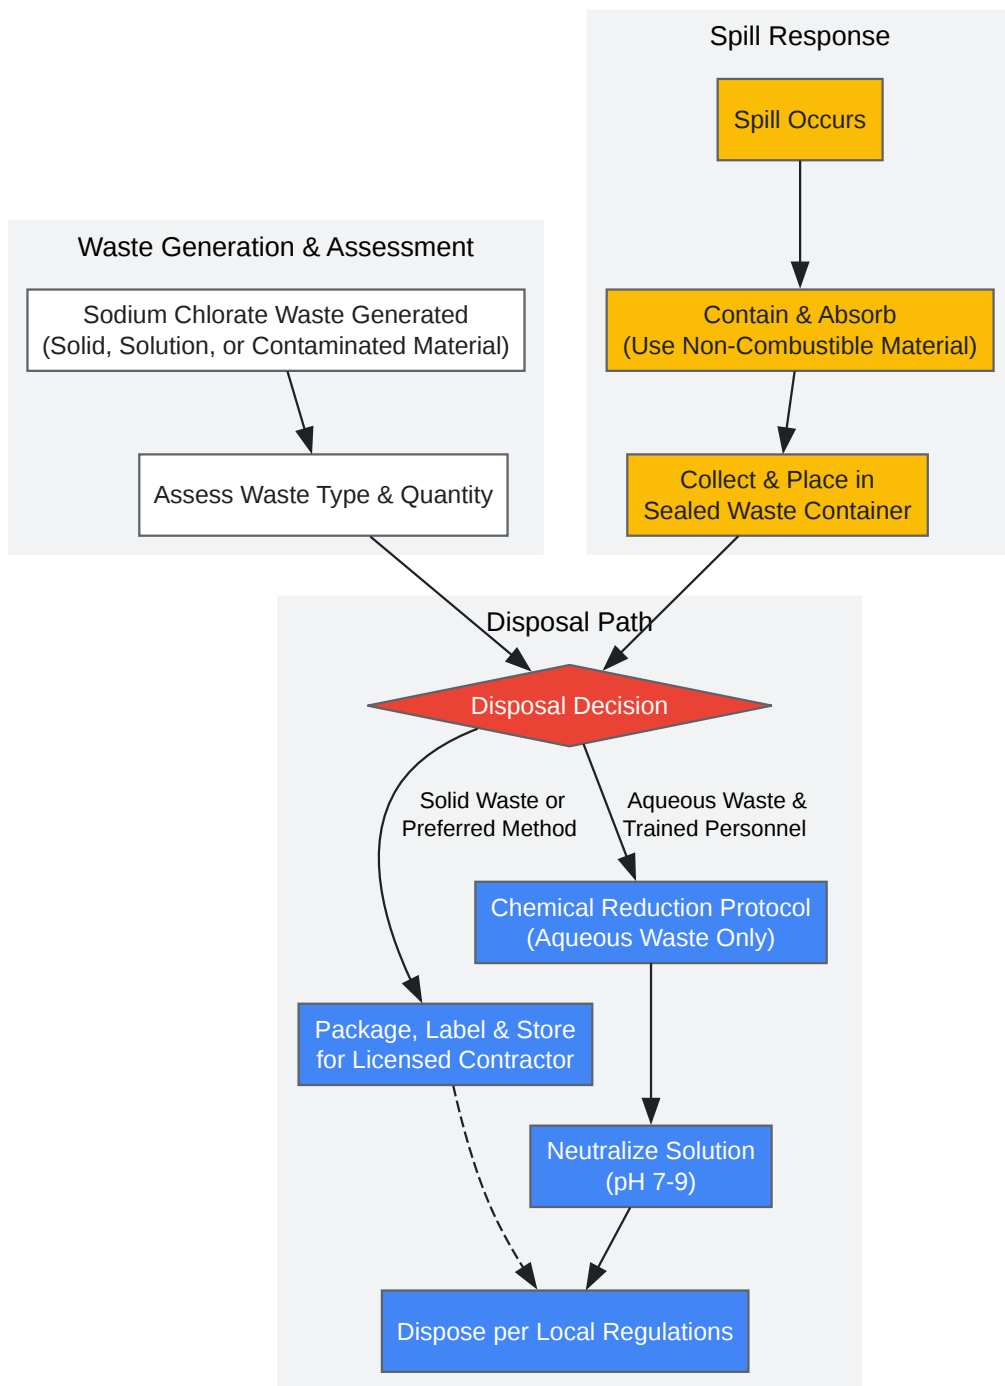 Spill Response
Spill Occurs
Waste Generation & Assessment
Sodium Chlorate Waste Generated
(Solid, Solution, or Contaminated Material)
Contain & Absorb
(Use Non-Combustible Material)
Assess Waste Type & Quantity
Collect & Place in
Sealed Waste Container
Disposal Path
Disposal Decision
Solid Waste or
Preferred Method
Aqueous Waste &
Trained Personnel
Chemical Reduction Protocol
(Aqueous Waste Only)
Package, Label & Store
for Licensed Contractor
Neutralize Solution
(pH 7-9)
Dispose per Local Regulations